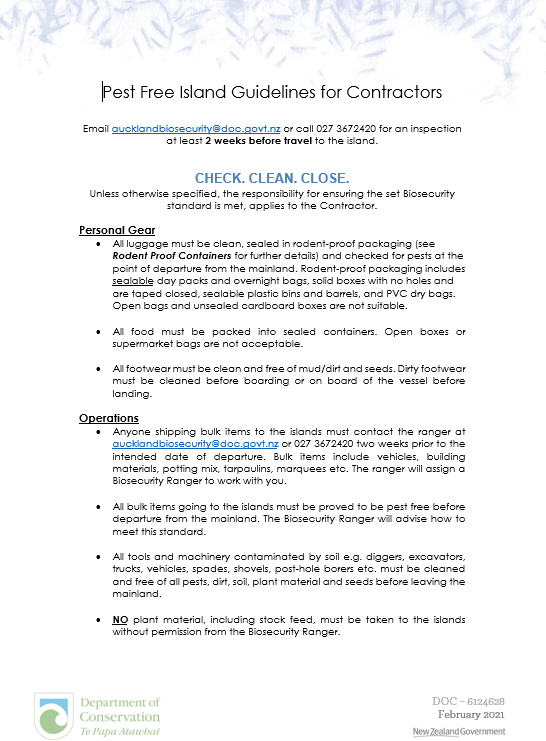 Pest Free Island Guidelines for Contractors
Email aucklandbiosecurity@doc.govt.nz or call 027 3672420 for an inspection
at least 2 weeks before travel to the island.
CHECK. CLEAN. CLOSE.
Unless otherwise specified, the responsibility for ensuring the set Biosecurity
standard is met, applies to the Contractor.
Personal Gear
• All luggage must be clean, sealed in rodent-proof packaging (see
Rodent Proof Containers for further details) and checked for pests at the
point of departure from the mainland. Rodent-proof packaging includes
sealable day packs and overnight bags, solid boxes with no holes and
are taped closed, sealable plastic bins and barrels, and PVC dry bags.
Open bags and unsealed cardboard boxes are not suitable.
• All food must be packed into sealed containers. Open boxes or
supermarket bags are not acceptable.
• All footwear must be clean and free of mud/dirt and seeds. Dirty footwear
must be cleaned before boarding or on board of the vessel before
landing.
Operations
• Anyone shipping bulk items to the islands must contact the ranger at
aucklandbiosecurity@doc.govt.nz or 027 3672420 two weeks prior to the
intended date of departure. Bulk items include vehicles, building
materials, potting mix, tarpaulins, marquees etc. The ranger will assign a
Biosecurity Ranger to work with you.
• All bulk items going to the islands must be proved to be pest free before
departure from the mainland. The Biosecurity Ranger will advise how to
meet this standard.
• All tools and machinery contaminated by soil e.g. diggers, excavators,
trucks, vehicles, spades, shovels, post-hole borers etc. must be cleaned
and free of all pests, dirt, soil, plant material and seeds before leaving the
mainland.
• NO plant material, including stock feed, must be taken to the islands
without permission from the Biosecurity Ranger.
Department of
Conservation
Te Papa Atawhai
DOC – 6124628
February 2021
New Zealand Government